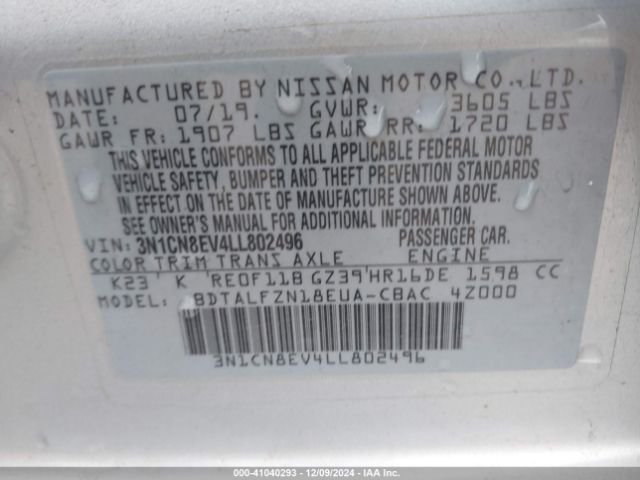 MANUFACTURED BY NISSAN MOTOR CO., LTD.
DATE: 07/19. GVWR: 3605 LBS
GAWR FR: 1907 LBS GAWR RR: 1720 LBS
THIS VEHICLE CONFORMS TO ALL APPLICABLE FEDERAL MOTOR
VEHICLE SAFETY, BUMPER AND THEFT PREVENTION STANDARDS
IN EFFECT ON THE DATE OF MANUFACTURE SHOWN ABOVE.
SEE OWNER'S MANUAL FOR ADDITIONAL INFORMATION.
VIN: 3N1CN8EV4LL802496 PASSENGER CAR.
COLOR TRIM TRANS AXLE ENGINE
K23 K RE0F11B GZ39 HR16DE 1598 CC
MODEL: BDTALFZN18EUA-CBAC 4Z000
3N1CN8EV4LL802496
000-41040293 - 12/09/2024 - IAA Inc.